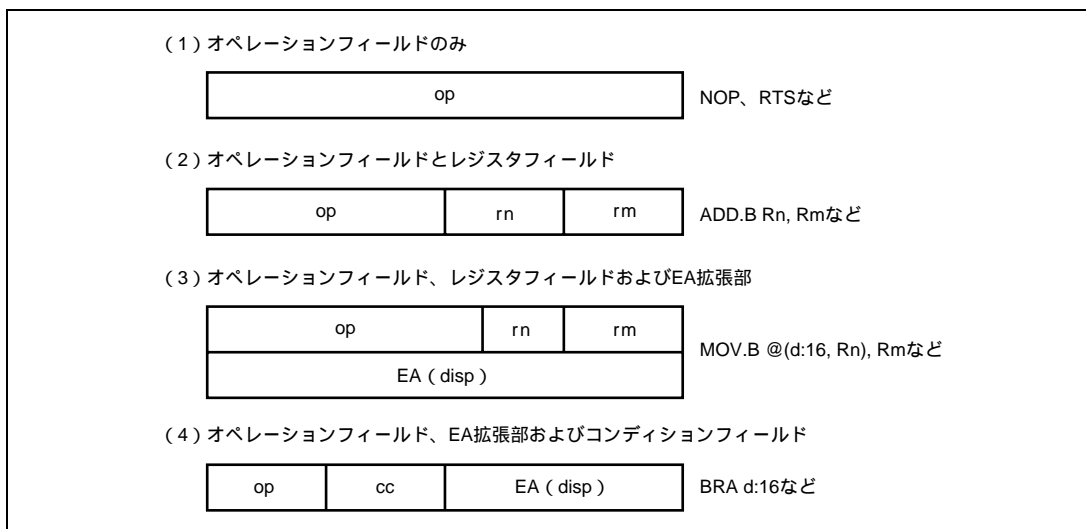 （1）オペレーションフィールドのみ
op
NOP、RTSなど
（2）オペレーションフィールドとレジスタフィールド
op rn rm
ADD.B Rn, Rmなど
（3）オペレーションフィールド、レジスタフィールドおよびEA拡張部
op rn rm
EA（disp）
MOV.B @(d:16, Rn), Rmなど
（4）オペレーションフィールド、EA拡張部およびコンディションフィールド
op cc EA（disp）
BRA d:16など